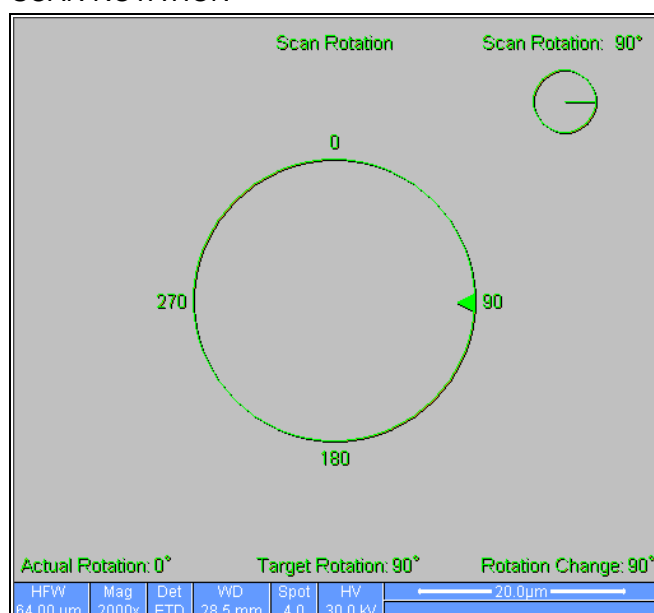 SCAN ROTATION
Scan Rotation Scan Rotation: 90°
0
270 90
180
Actual Rotation: 0° Target Rotation: 90° Rotation Change: 90°
HFW Mag Det WD Spot HV 20.0µm
64.00 µm 2000x ETD 28.5 mm 4.0 30.0 kV